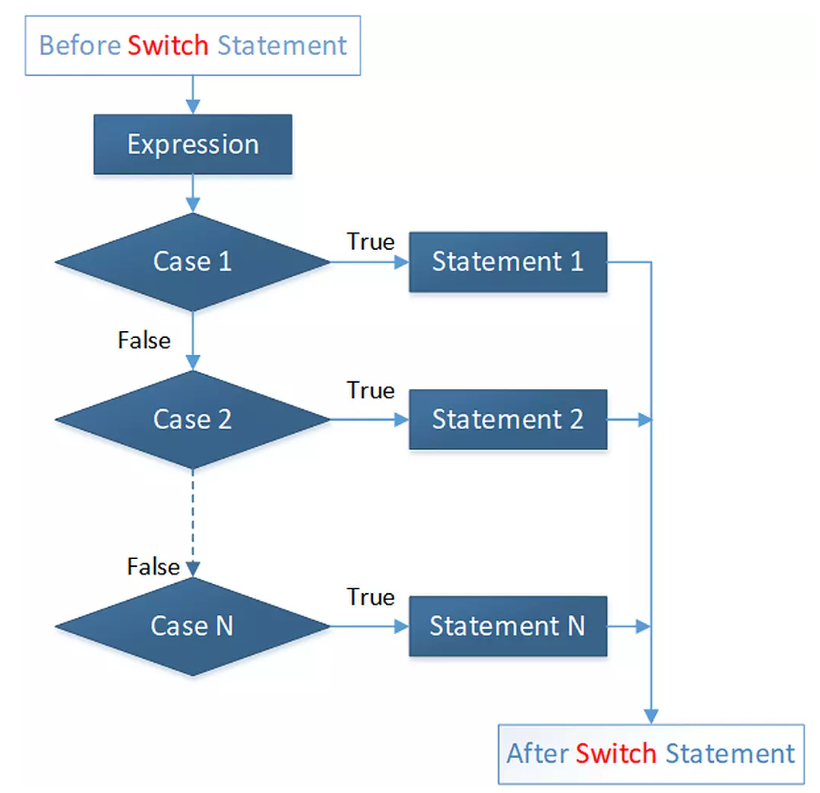 Before Switch Statement
Expression
Case 1
True
Statement 1
False
Case 2
True
Statement 2
False
Case N
True
Statement N
After Switch Statement